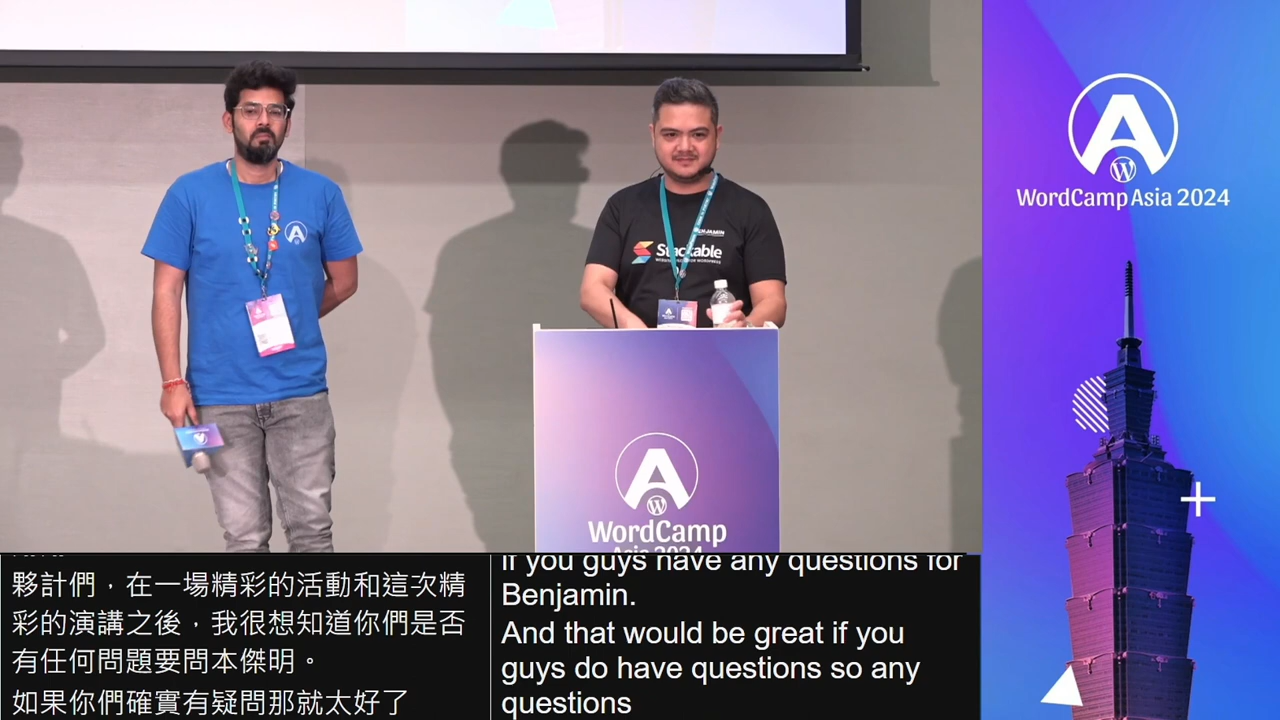 BENJAMIN
Stackable
WordCamp
WordCamp Asia 2024
夥計們，在一場精彩的活動和這次精
彩的演講之後，我很想知道你們是否
有任何問題要問本傑明。
如果你們確實有疑問那就太好了
If you guys have any questions for
Benjamin.
And that would be great if you
guys do have questions so any
questions